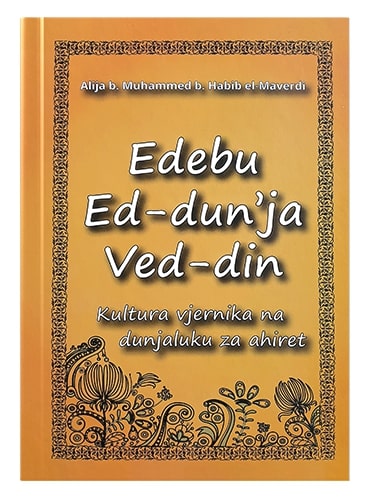 Alija b. Muhammed b. Habib el-Maverdi
Edebu
Ed-dun'ja
Ved-din
Kultura vjernika na
dunjaluku za ahiret